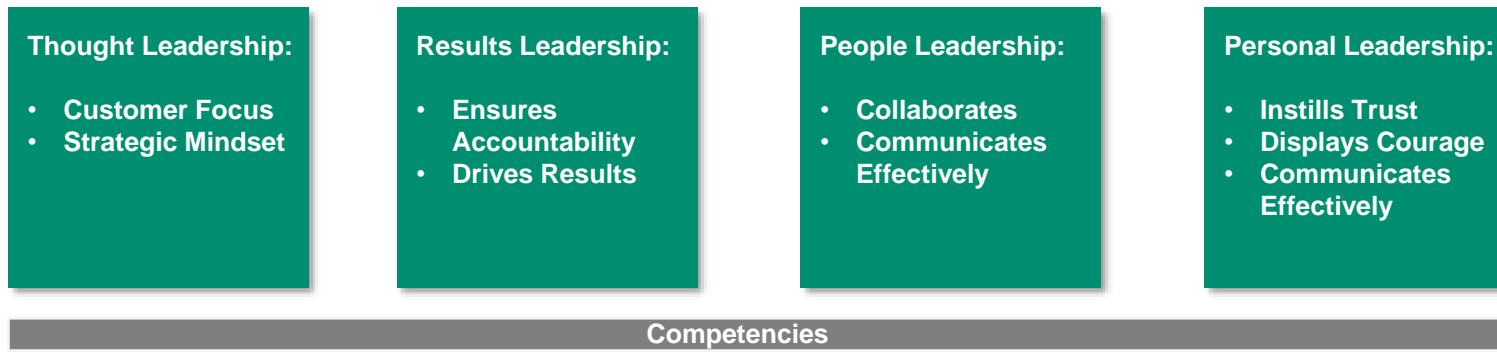 Thought Leadership:
• Customer Focus
• Strategic Mindset
Results Leadership:
• Ensures
Accountability
• Drives Results
People Leadership:
• Collaborates
• Communicates
Effectively
Personal Leadership:
• Instills Trust
• Displays Courage
• Communicates
Effectively
Competencies